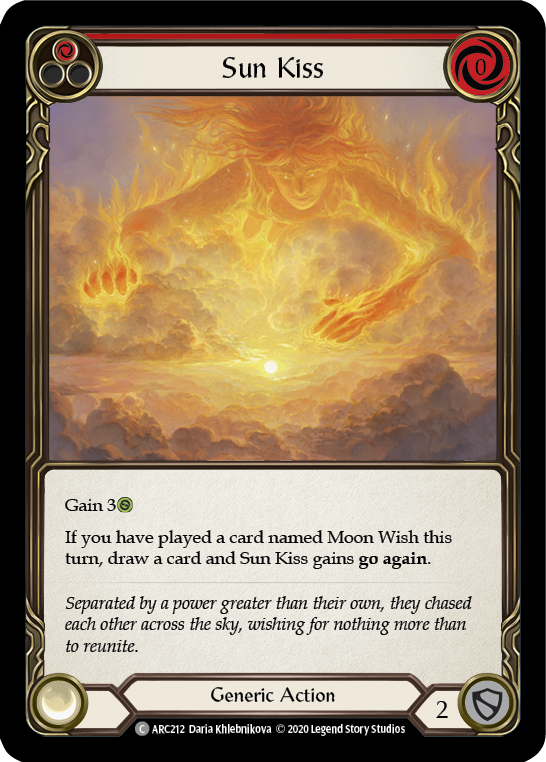 Sun Kiss
0
Gain 3
If you have played a card named Moon Wish this
turn, draw a card and Sun Kiss gains go again.
Separated by a power greater than their own, they chased
each other across the sky, wishing for nothing more than
to reunite.
Generic Action
2
C ARC212 Daria Khlebnikova © 2020 Legend Story Studios